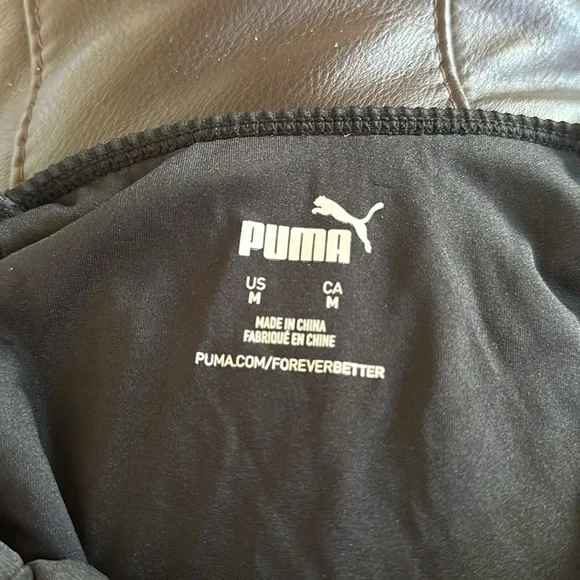 PUMA
US CA
M M
MADE IN CHINA
FABRIQUÉ EN CHINE
PUMA.COM/FOREVERBETTER